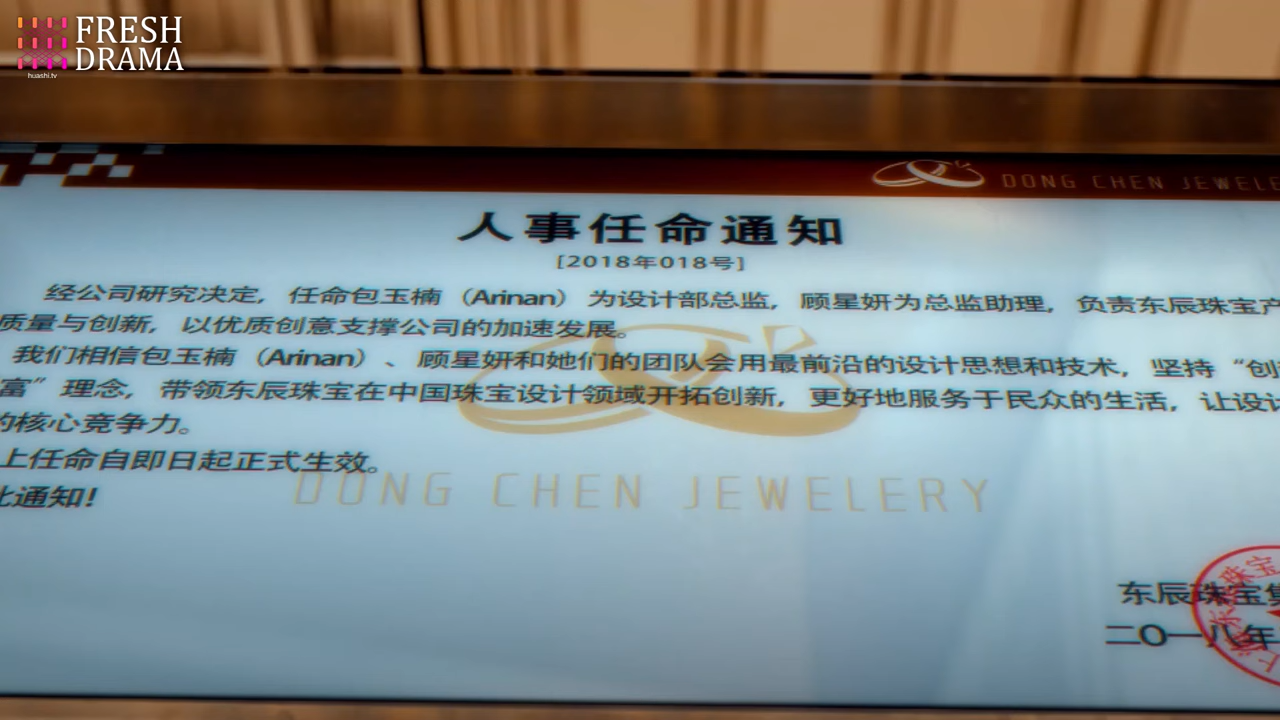 FRESH
DRAMA
huashi.tv
DONG CHEN JEWELE
人事任命通知
[2018年018号]
经公司研究决定，任命包玉楠（Arinan）为设计部总监，顾星妍为总监助理，负责东辰珠宝产
质量与创新，以优质创意支撑公司的加速发展。
我们相信包玉楠（Arinan）、顾星妍和她们的团队会用最前沿的设计思想和技术，坚持“创
富”理念，带领东辰珠宝在中国珠宝设计领域开拓创新，更好地服务于民众的生活，让设计
的核心竞争力。
上任命自即日起正式生效。
此通知!
DONG CHEN JEWELERY
东辰珠宝集
二〇一八年